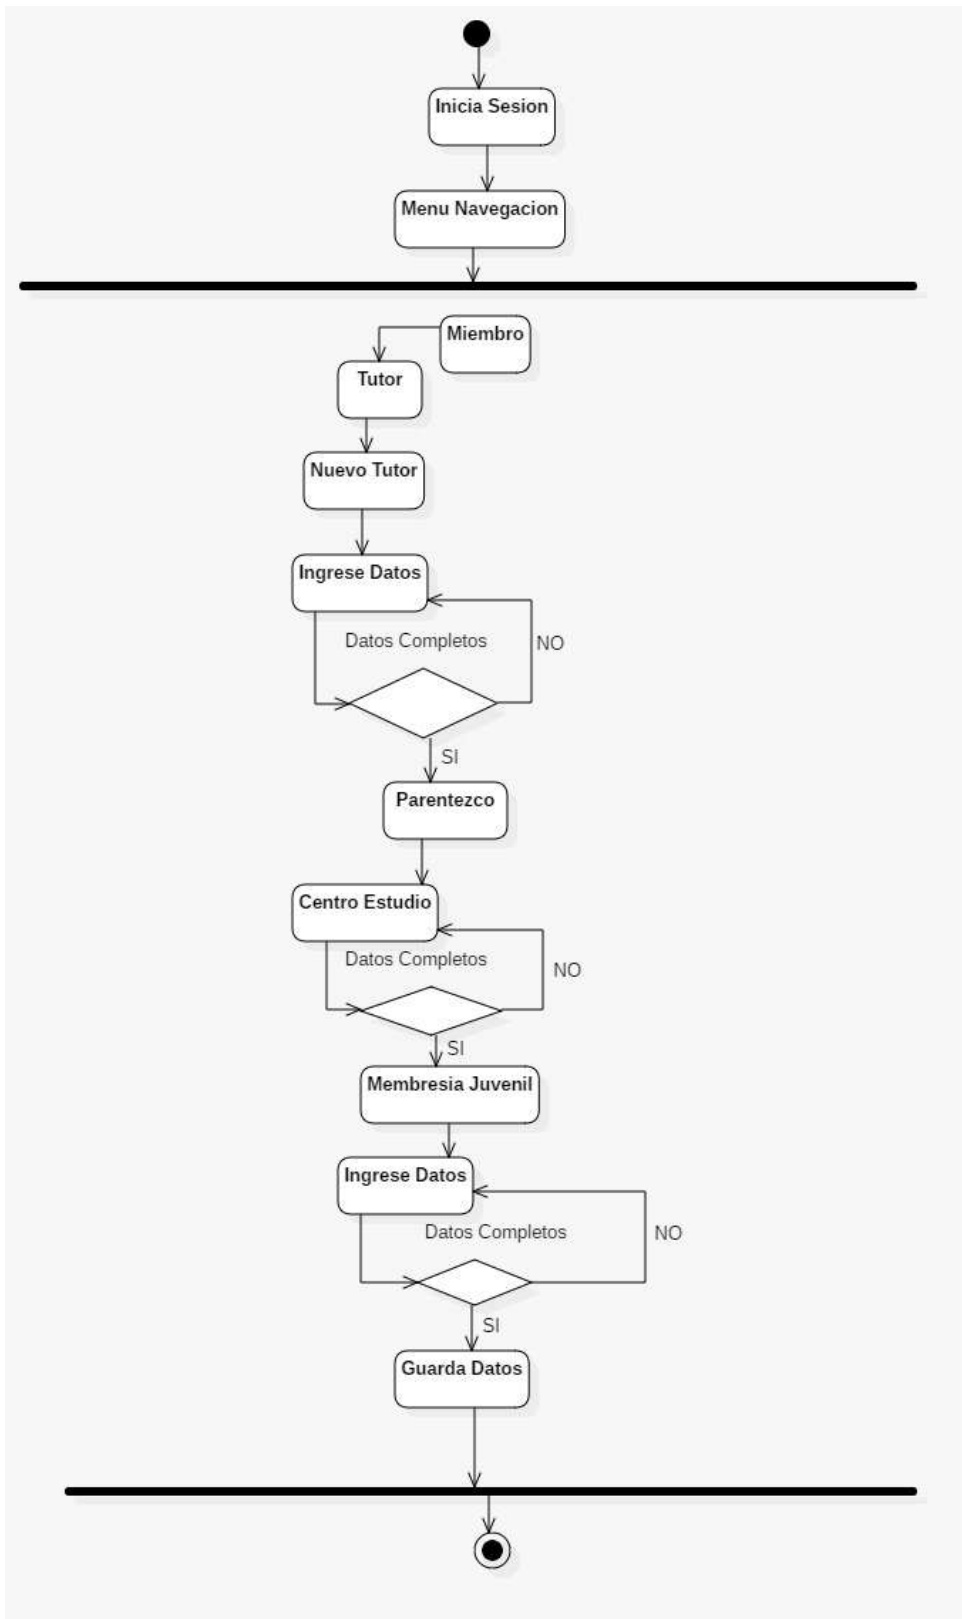 Inicia Sesion
Menu Navegacion
Miembro
Tutor
Nuevo Tutor
Ingrese Datos
Datos Completos
NO
SI
Parentezco
Centro Estudio
Datos Completos
NO
SI
Membresia Juvenil
Ingrese Datos
Datos Completos
NO
SI
Guarda Datos